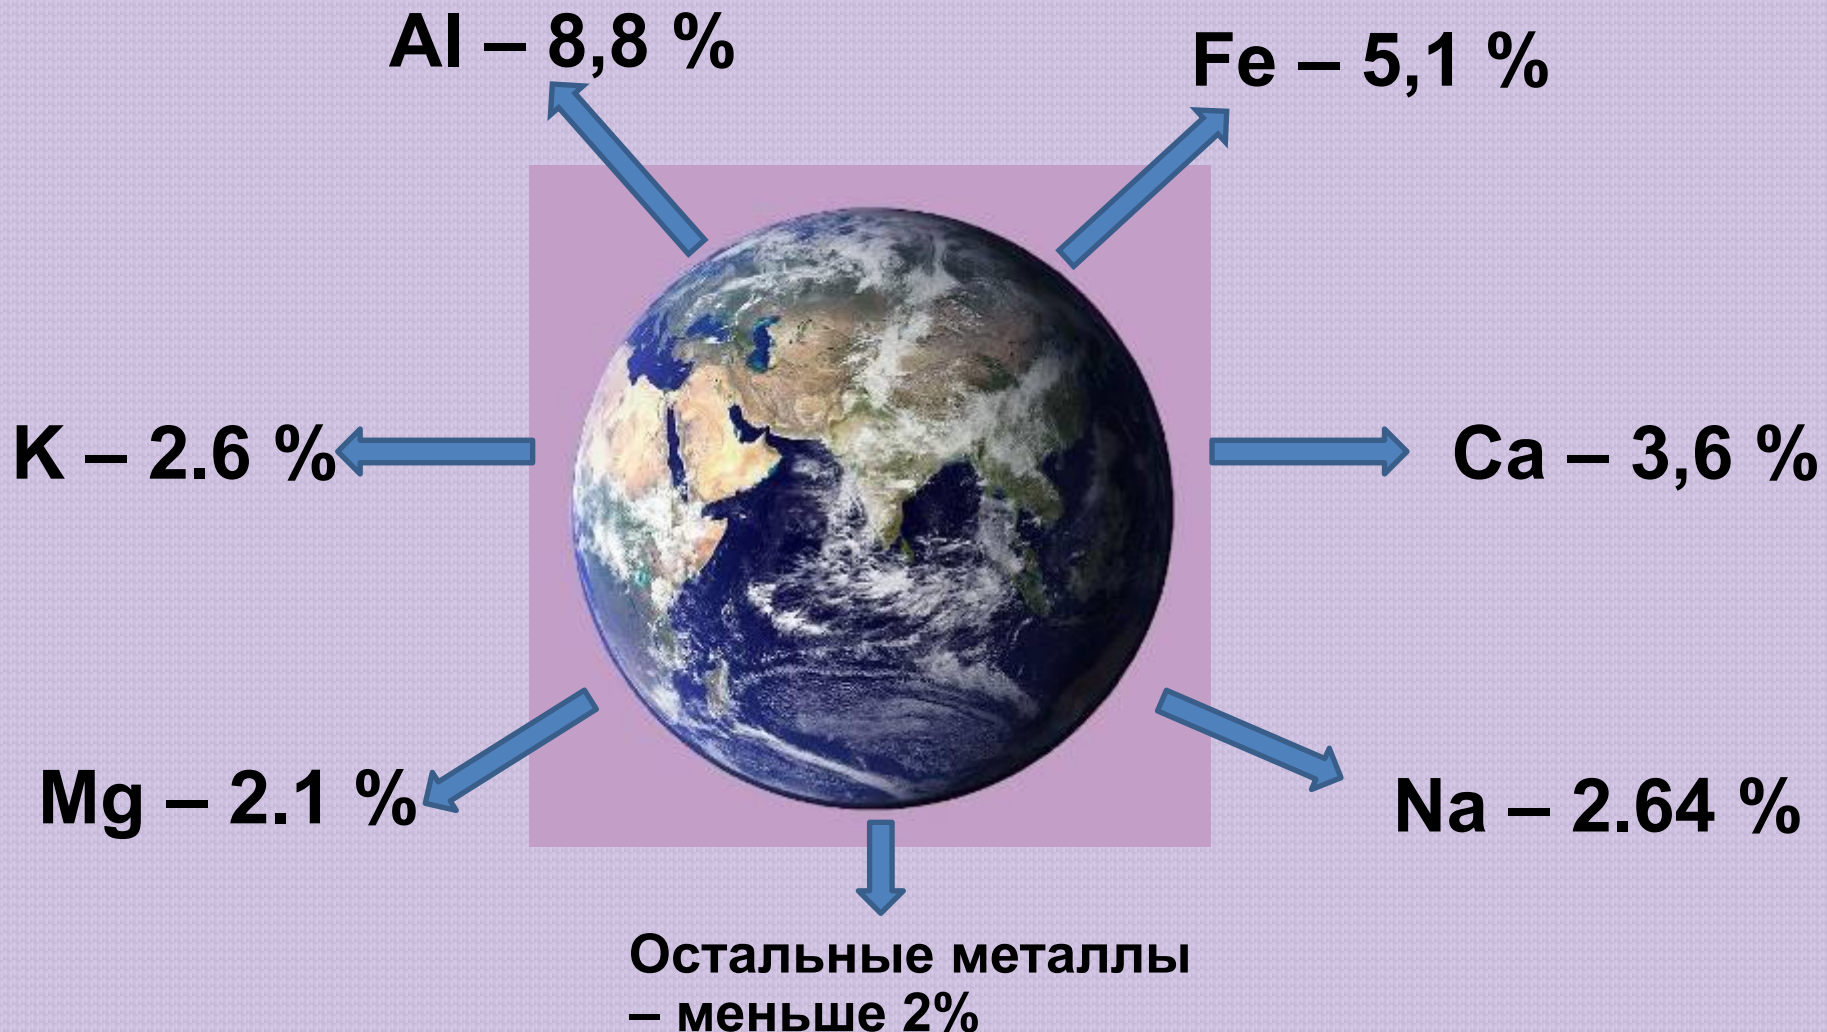 Al – 8,8 %
Fe – 5,1 %
K – 2.6 %
Ca – 3,6 %
Mg – 2.1 %
Na – 2.64 %
Остальные металлы
– меньше 2%